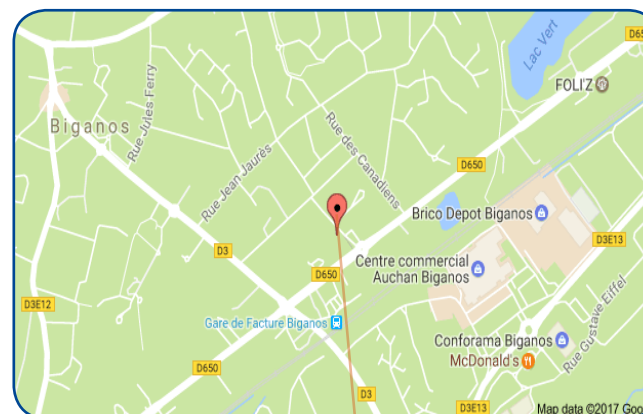 D650
Lac Vert
FOLI'Z
Biganos
Rue Jules Ferry
Rue Jean Jaurès
Rue des Canadiens
D650
Brico Depot Biganos
D3E13
D3
Centre commercial
Auchan Biganos
D650
D3E12
Gare de Facture Biganos
Rue Gustave Eiffel
Conforama Biganos
McDonald's
D650
D3
D3E13
Map data ©2017 Go